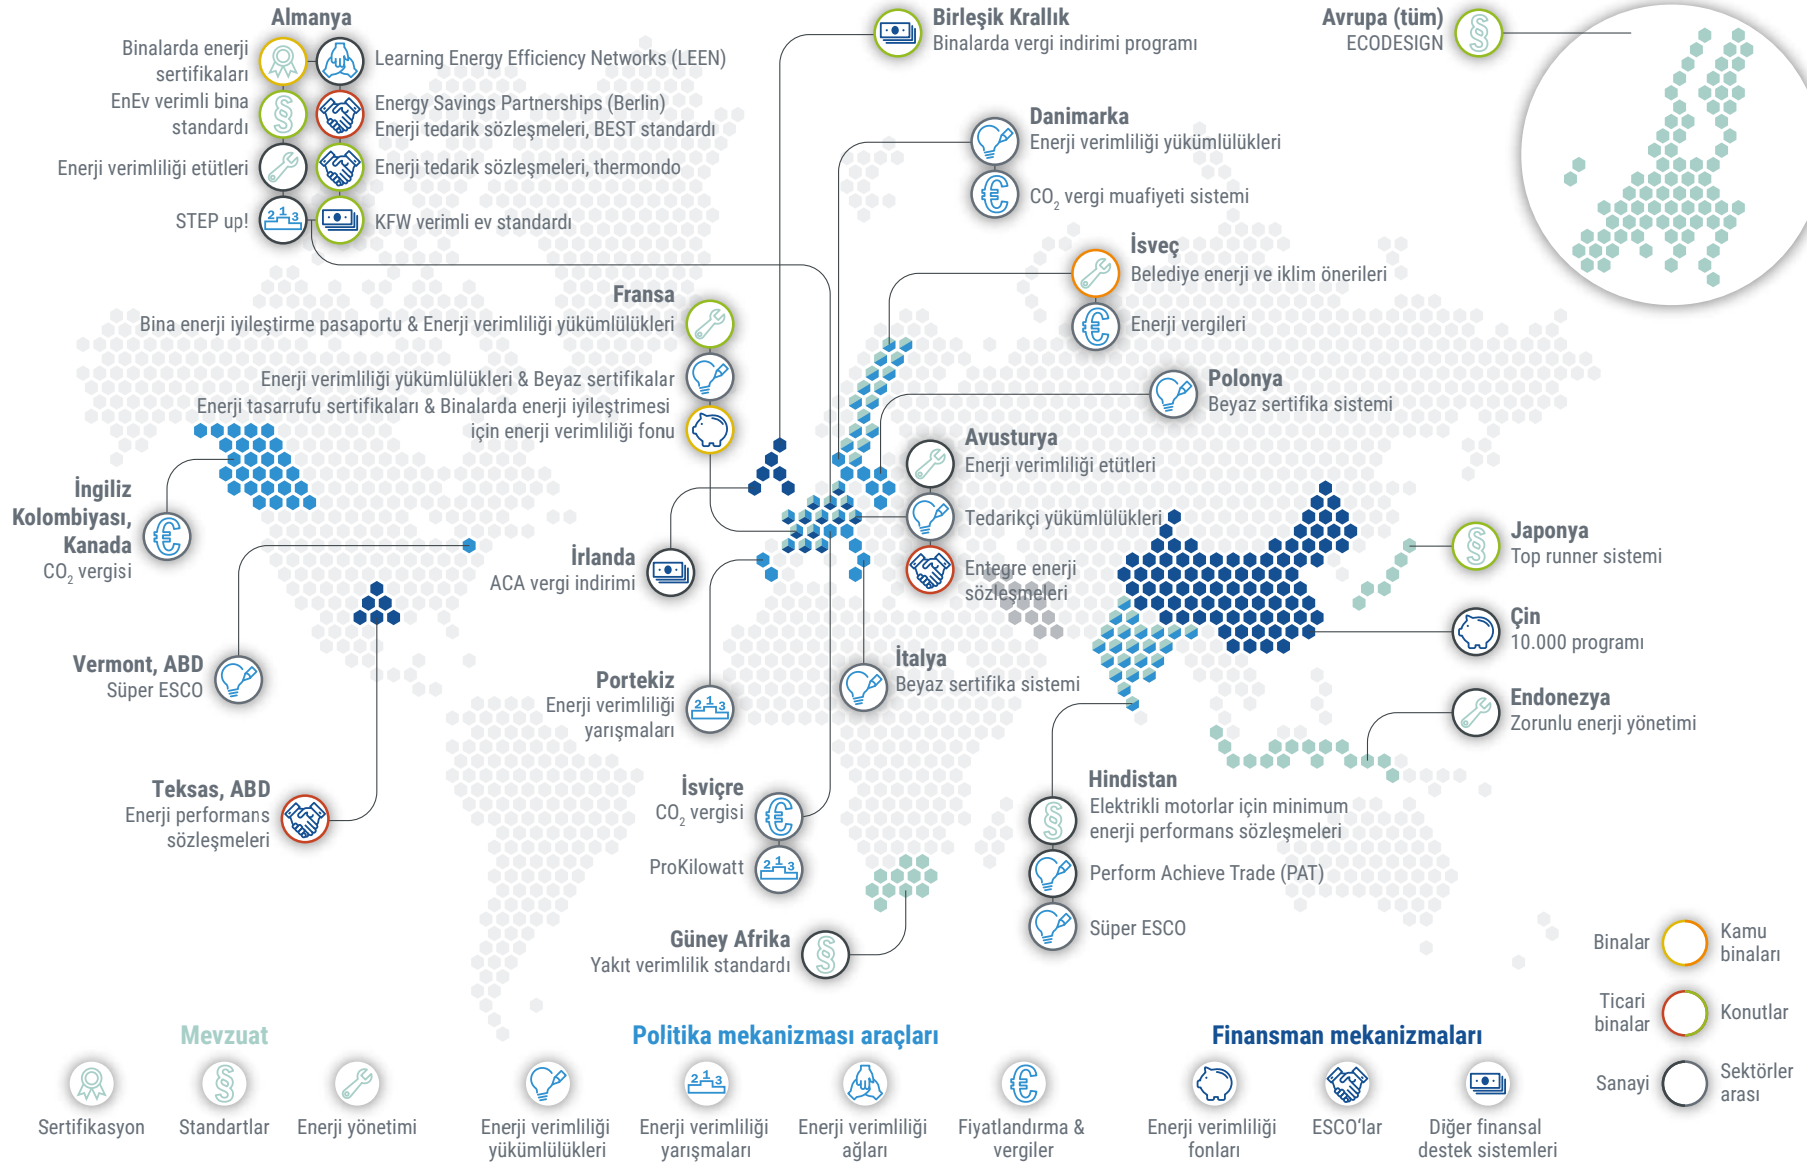 Almanya
Binalarda enerji
sertifikaları
Learning Energy Efficiency Networks (LEEN)
EnEv verimli bina
standardı
Energy Savings Partnerships (Berlin)
Enerji tedarik sözleşmeleri, BEST standardı
Enerji verimliliği etütleri
Enerji tedarik sözleşmeleri, thermondo
STEP up!
KFW verimli ev standardı
Birleşik Krallık
Binalarda vergi indirimi programı
Avrupa (tüm)
ECODESIGN
Danimarka
Enerji verimliliği yükümlülükleri
CO₂ vergi muafiyeti sistemi
İsveç
Belediye enerji ve iklim önerileri
Enerji vergileri
Fransa
Bina enerji iyileştirme pasaportu & Enerji verimliliği yükümlülükleri
Enerji verimliliği yükümlülükleri & Beyaz sertifikalar
Enerji tasarrufu sertifikaları & Binalarda enerji iyileştrimesi
için enerji verimliliği fonu
Polonya
Beyaz sertifika sistemi
Avusturya
Enerji verimliliği etütleri
Tedarikçi yükümlülükleri
Entegre enerji
sözleşmeleri
İngiliz
Kolombiyası,
Kanada
CO₂ vergisi
İrlanda
ACA vergi indirimi
Japonya
Top runner sistemi
Çin
10.000 programı
Vermont, ABD
Süper ESCO
Portekiz
Enerji verimliliği
yarışmaları
İtalya
Beyaz sertifika sistemi
Endonezya
Zorunlu enerji yönetimi
Teksas, ABD
Enerji performans
sözleşmeleri
İsviçre
CO₂ vergisi
ProKilowatt
Hindistan
Elektrikli motorlar için minimum
enerji performans sözleşmeleri
Perform Achieve Trade (PAT)
Süper ESCO
Güney Afrika
Yakıt verimlilik standardı
Binalar
Kamu
binaları
Ticari
binalar
Konutlar
Sanayi
Sektörler
arası
Mevzuat
Sertifikasyon
Standartlar
Enerji yönetimi
Politika mekanizması araçları
Enerji verimliliği
yükümlülükleri
Enerji verimliliği
yarışmaları
Enerji verimliliği
ağları
Fiyatlandırma &
vergiler
Finansman mekanizmaları
Enerji verimliliği
fonları
ESCO'lar
Diğer finansal
destek sistemleri